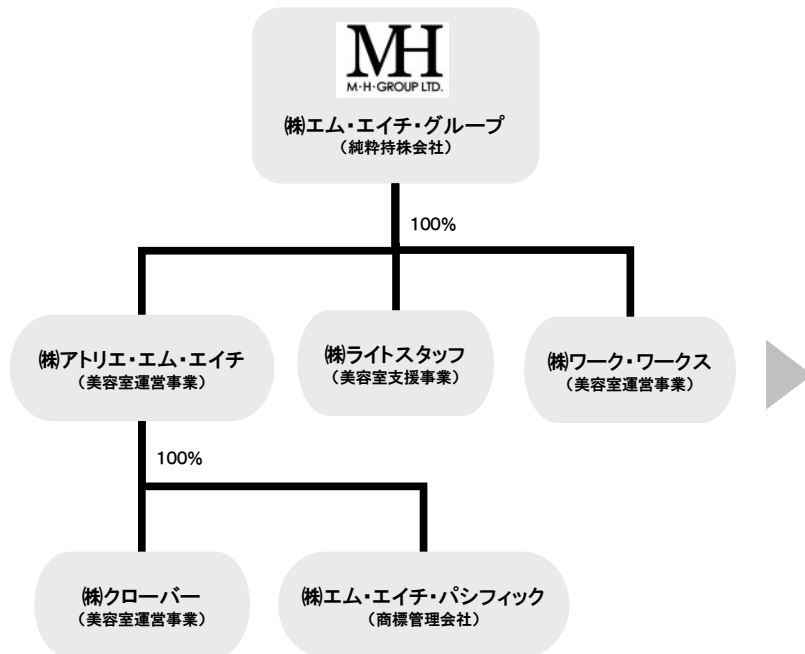 MH
M·H·GROUP LTD.
㈱エム・エイチ・グループ
（純粋持株会社）
100%
㈱アトリエ・エム・エイチ
（美容室運営事業）
㈱ライトスタッフ
（美容室支援事業）
㈱ワーク・ワークス
（美容室運営事業）
100%
㈱クローバー
（美容室運営事業）
㈱エム・エイチ・パシフィック
（商標管理会社）